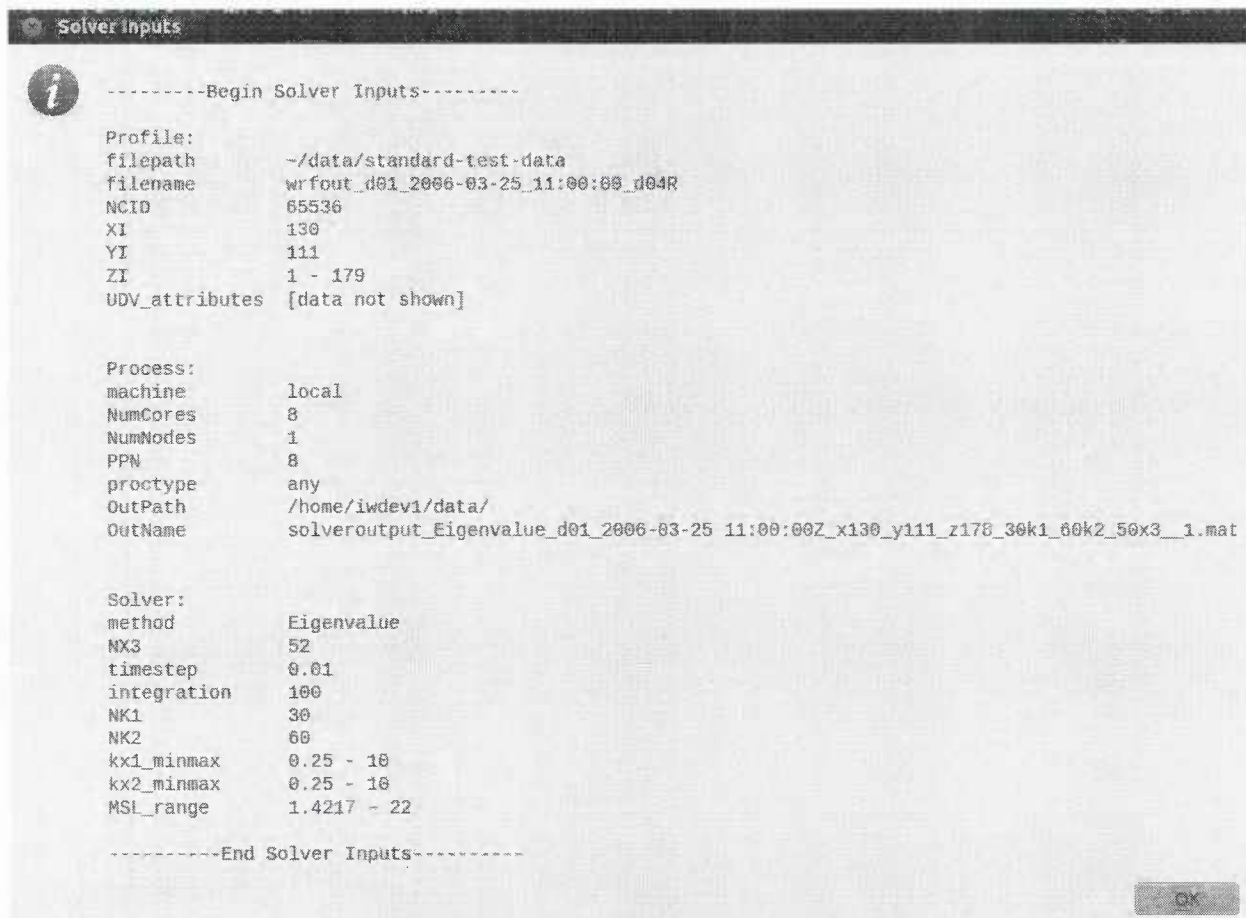 Solver Inputs
---------Begin Solver Inputs---------
Profile:
filepath ~/data/standard-test-data
filename wrfout_d01_2006-03-25_11:00:00_d04R
NCID 65536
XI 130
YI 111
ZI 1 - 179
UDV_attributes [data not shown]
Process:
machine local
NumCores 8
NumNodes 1
PPN 8
proctype any
OutPath /home/iwdev1/data/
OutName solveroutput_Eigenvalue_d01_2006-03-25 11:00:00Z_x130_y111_z178_30k1_60k2_50x3__1.mat
Solver:
method Eigenvalue
NX3 52
timestep 0.01
integration 100
NK1 30
NK2 60
kx1_minmax 0.25 - 10
kx2_minmax 0.25 - 10
MSL_range 1.4217 - 22
----------End Solver Inputs----------
OK